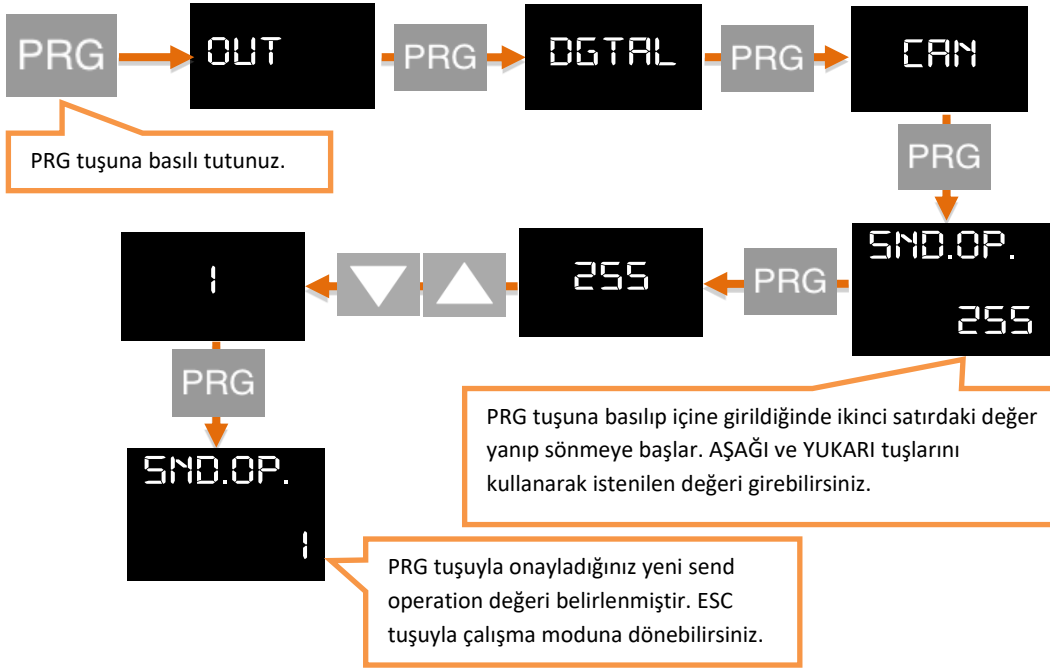 PRG
OUT
PRG
DGTAL
PRG
CAN
PRG tuşuna basılı tutunuz.
PRG
SND.OP.
255
PRG
255
1
PRG
PRG tuşuna basılıp içine girildiğinde ikinci satırdaki değer
yanıp sönmeye başlar. AŞAĞI ve YUKARI tuşlarını
kullanarak istenilen değeri girebilirsiniz.
SND.OP.
1
PRG tuşuyla onayladığınız yeni send
operation değeri belirlenmiştir. ESC
tuşuyla çalışma moduna dönebilirsiniz.